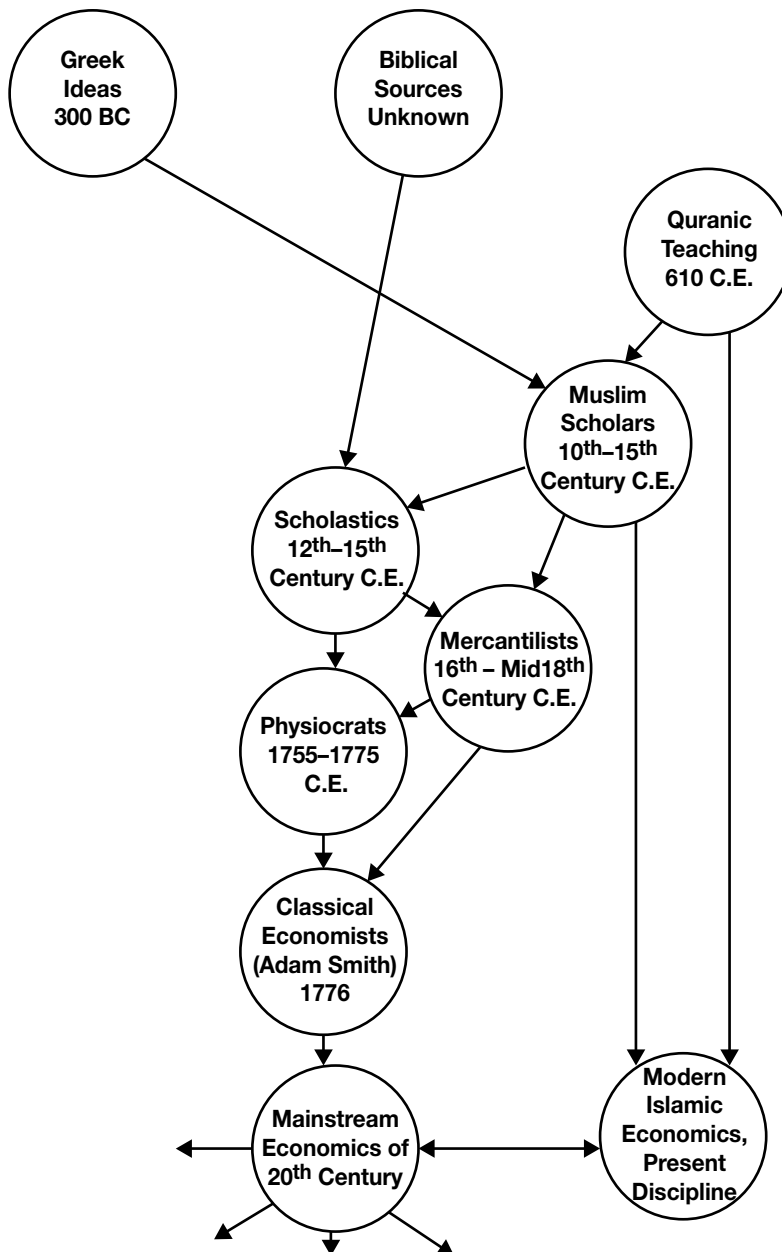 Greek
Ideas
300 BC
Biblical
Sources
Unknown
Quranic
Teaching
610 C.E.
Muslim
Scholars
10th–15th
Century C.E.
Scholastics
12th–15th
Century C.E.
Mercantilists
16th – Mid18th
Century C.E.
Physiocrats
1755–1775
C.E.
Classical
Economists
(Adam Smith)
1776
Mainstream
Economics of
20th Century
Modern
Islamic
Economics,
Present
Discipline